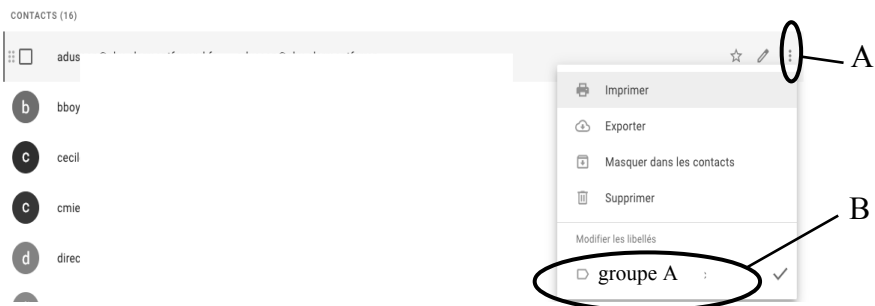 CONTACTS (16)
adus
A
Imprimer
b bboy
Exporter
c cecil
Masquer dans les contacts
Supprimer
c cmie
B
Modifier les libellés
d direc
groupe A